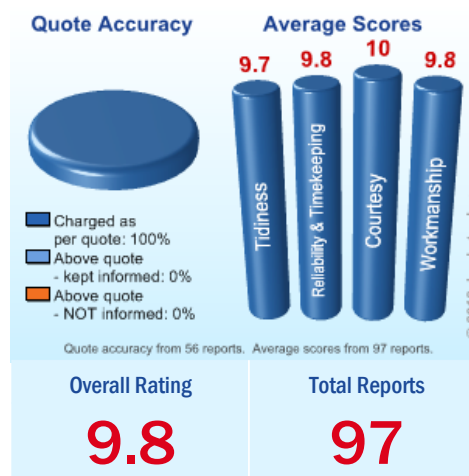 Quote Accuracy
Average Scores
9.7
9.8
10
9.8
Tidiness
Reliability & Timekeeping
Courtesy
Workmanship
Charged as
per quote: 100%
Above quote
- kept informed: 0%
Above quote
- NOT informed: 0%
Quote accuracy from 56 reports. Average scores from 97 reports.
Overall Rating
Total Reports
9.8
97